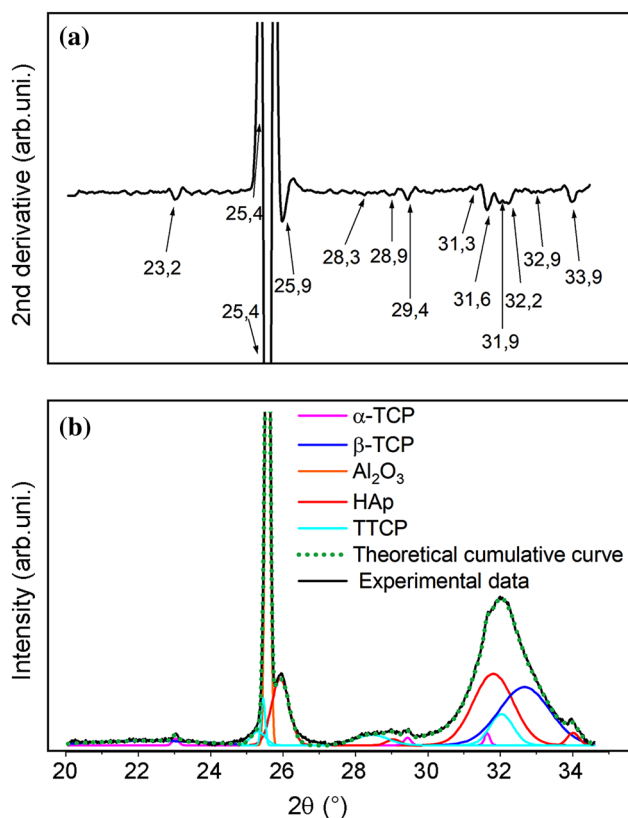 (a)
2nd derivative (arb.uni.)
25,4
23,2
25,9
25,4
28,3
28,9
29,4
31,3
31,6
31,9
32,2
32,9
33,9
(b)
Intensity (arb.uni.)
α-TCP
β-TCP
Al₂O₃
HAp
TTCP
Theoretical cumulative curve
Experimental data
20 22 24 26 28 30 32 34
2θ (°)